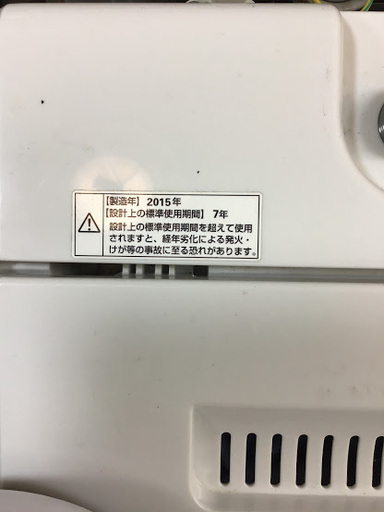 【製造年】2015年
【設計上の標準使用期間】7年
設計上の標準使用期間を超えて使用
されますと、経年劣化による発火・
けが等の事故に至る恐れがあります。